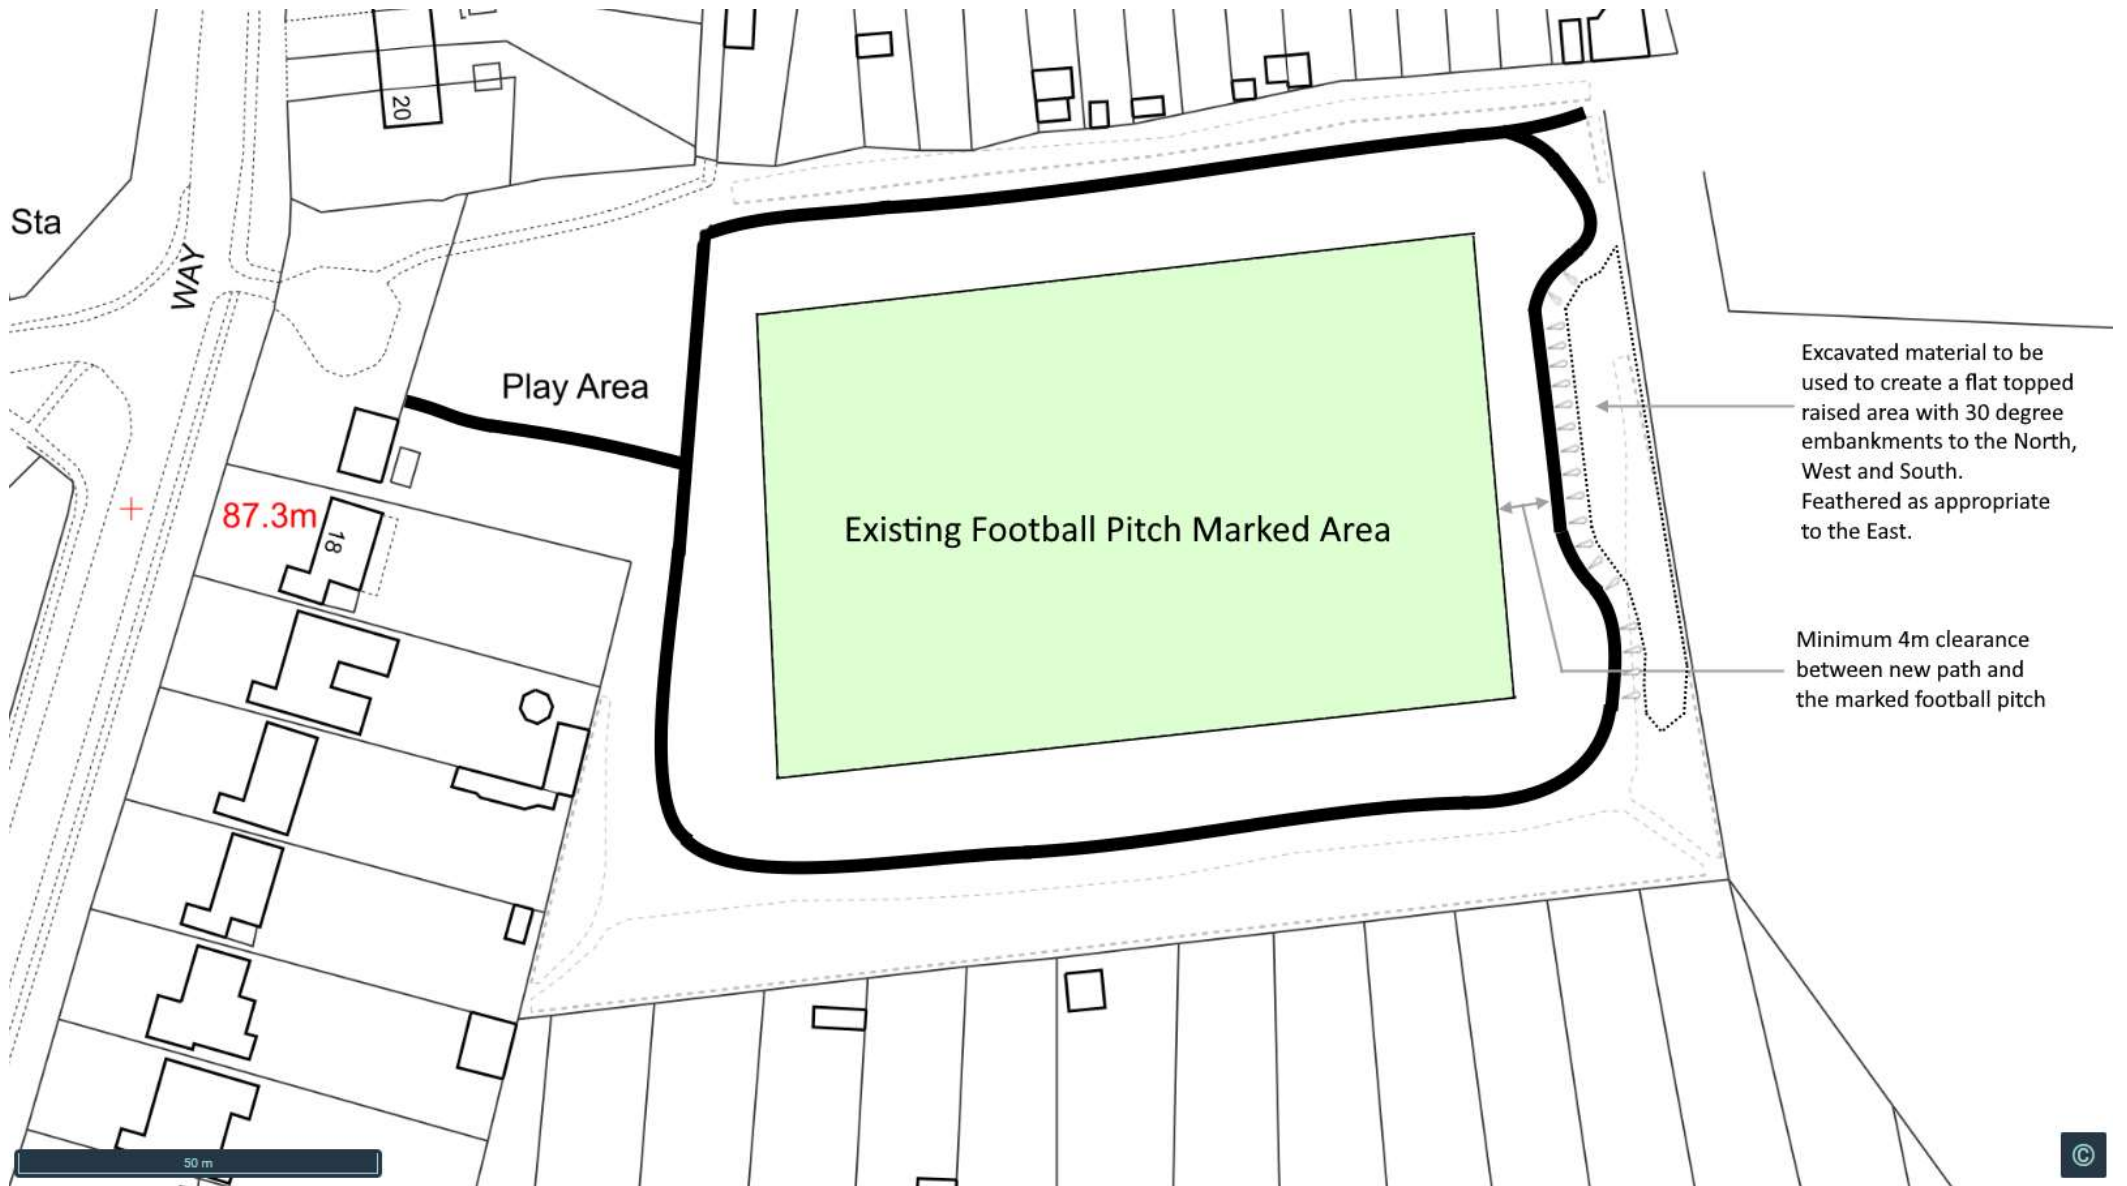 20
Sta
WAY
Play Area
Excavated material to be
used to create a flat topped
raised area with 30 degree
embankments to the North,
West and South.
Feathered as appropriate
to the East.
87.3m
18
Existing Football Pitch Marked Area
Minimum 4m clearance
between new path and
the marked football pitch
50 m
©